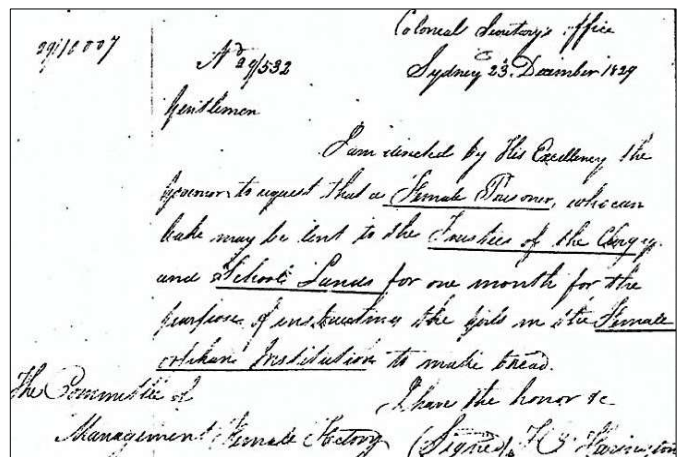 Colonial Secretary's Office
29/10007
No 29/532
Sydney 23 December 1829
Gentlemen
I am directed by His Excellency the
Governor to request that a Female Prisoner, who can
bake may be lent to the Trustees of the Clergy
and School Lands for one month for the
purpose of instructing the girls in the Female
Orphan Institution to make bread.
The Committee of
I have the honor &c
Management Female Factory (Signed)